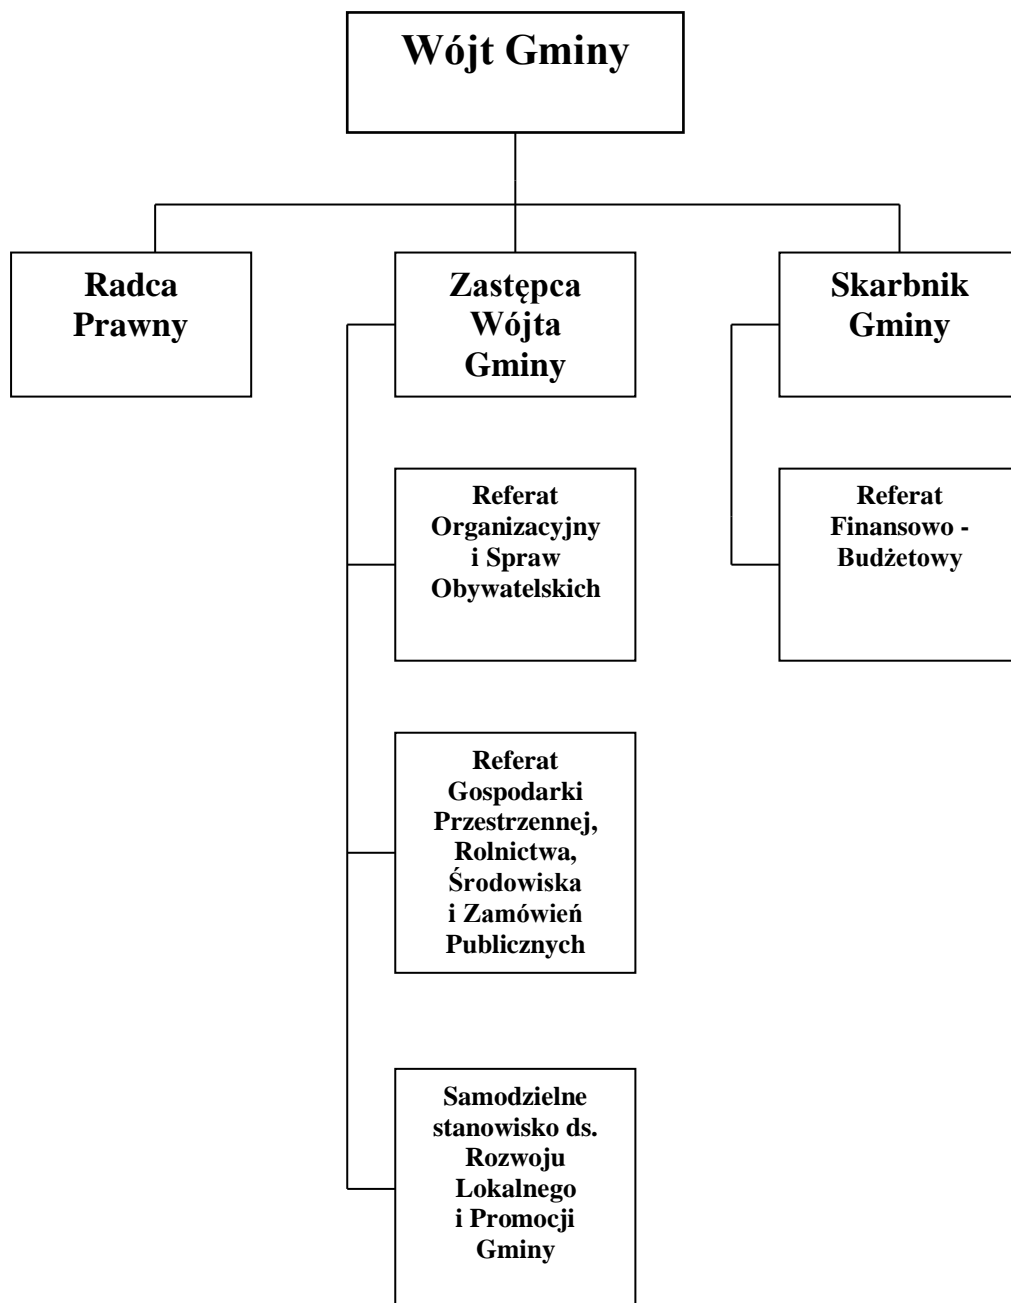 Wójt Gminy
Radca
Prawny
Zastępca
Wójta
Gminy
Skarbnik
Gminy
Referat
Organizacyjny
i Spraw
Obywatelskich
Referat
Finansowo -
Budżetowy
Referat
Gospodarki
Przestrzennej,
Rolnictwa,
Środowiska
i Zamówień
Publicznych
Samodzielne
stanowisko ds.
Rozwoju
Lokalnego
i Promocji
Gminy